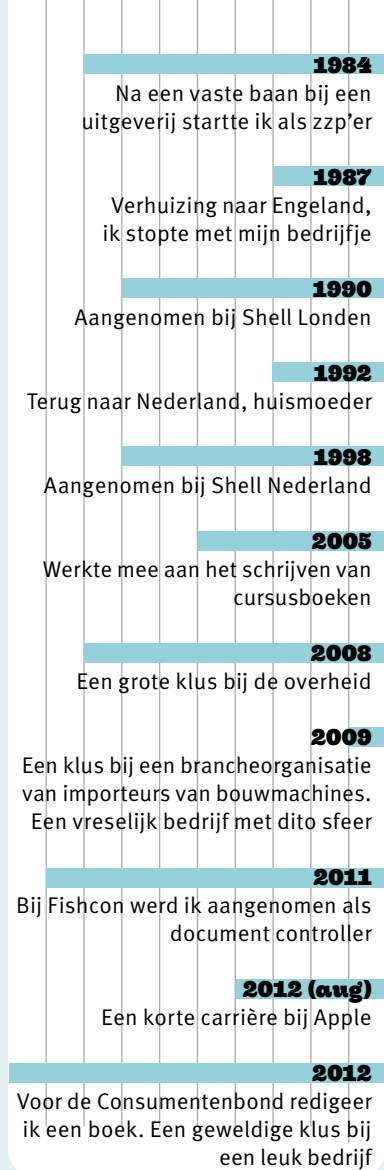 1984
Na een vaste baan bij een
uitgeverij startte ik als zzp’er
1987
Verhuizing naar Engeland,
ik stopte met mijn bedrijfje
1990
Aangenomen bij Shell Londen
1992
Terug naar Nederland, huismoeder
1998
Aangenomen bij Shell Nederland
2005
Werkte mee aan het schrijven van
cursusboeken
2008
Een grote klus bij de overheid
2009
Een klus bij een brancheorganisatie
van importeurs van bouwmachines.
Een vreselijk bedrijf met dito sfeer
2011
Bij Fishcon werd ik aangenomen als
document controller
2012 (aug)
Een korte carrière bij Apple
2012
Voor de Consumentenbond redigeer
ik een boek. Een geweldige klus bij
een leuk bedrijf